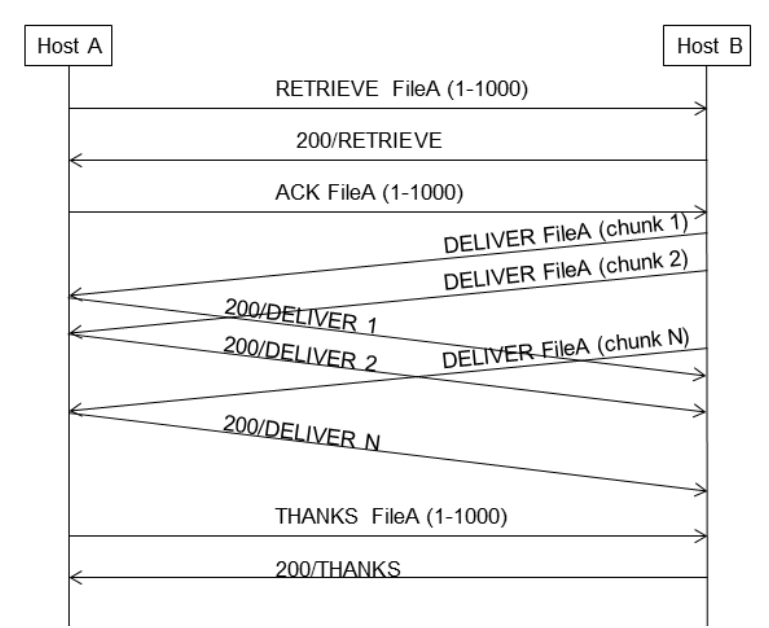 Host A
Host B
RETRIEVE FileA (1-1000)
200/RETRIEVE
ACK FileA (1-1000)
DELIVER FileA (chunk 1)
DELIVER FileA (chunk 2)
200/DELIVER 1
200/DELIVER 2
DELIVER FileA (chunk N)
200/DELIVER N
THANKS FileA (1-1000)
200/THANKS